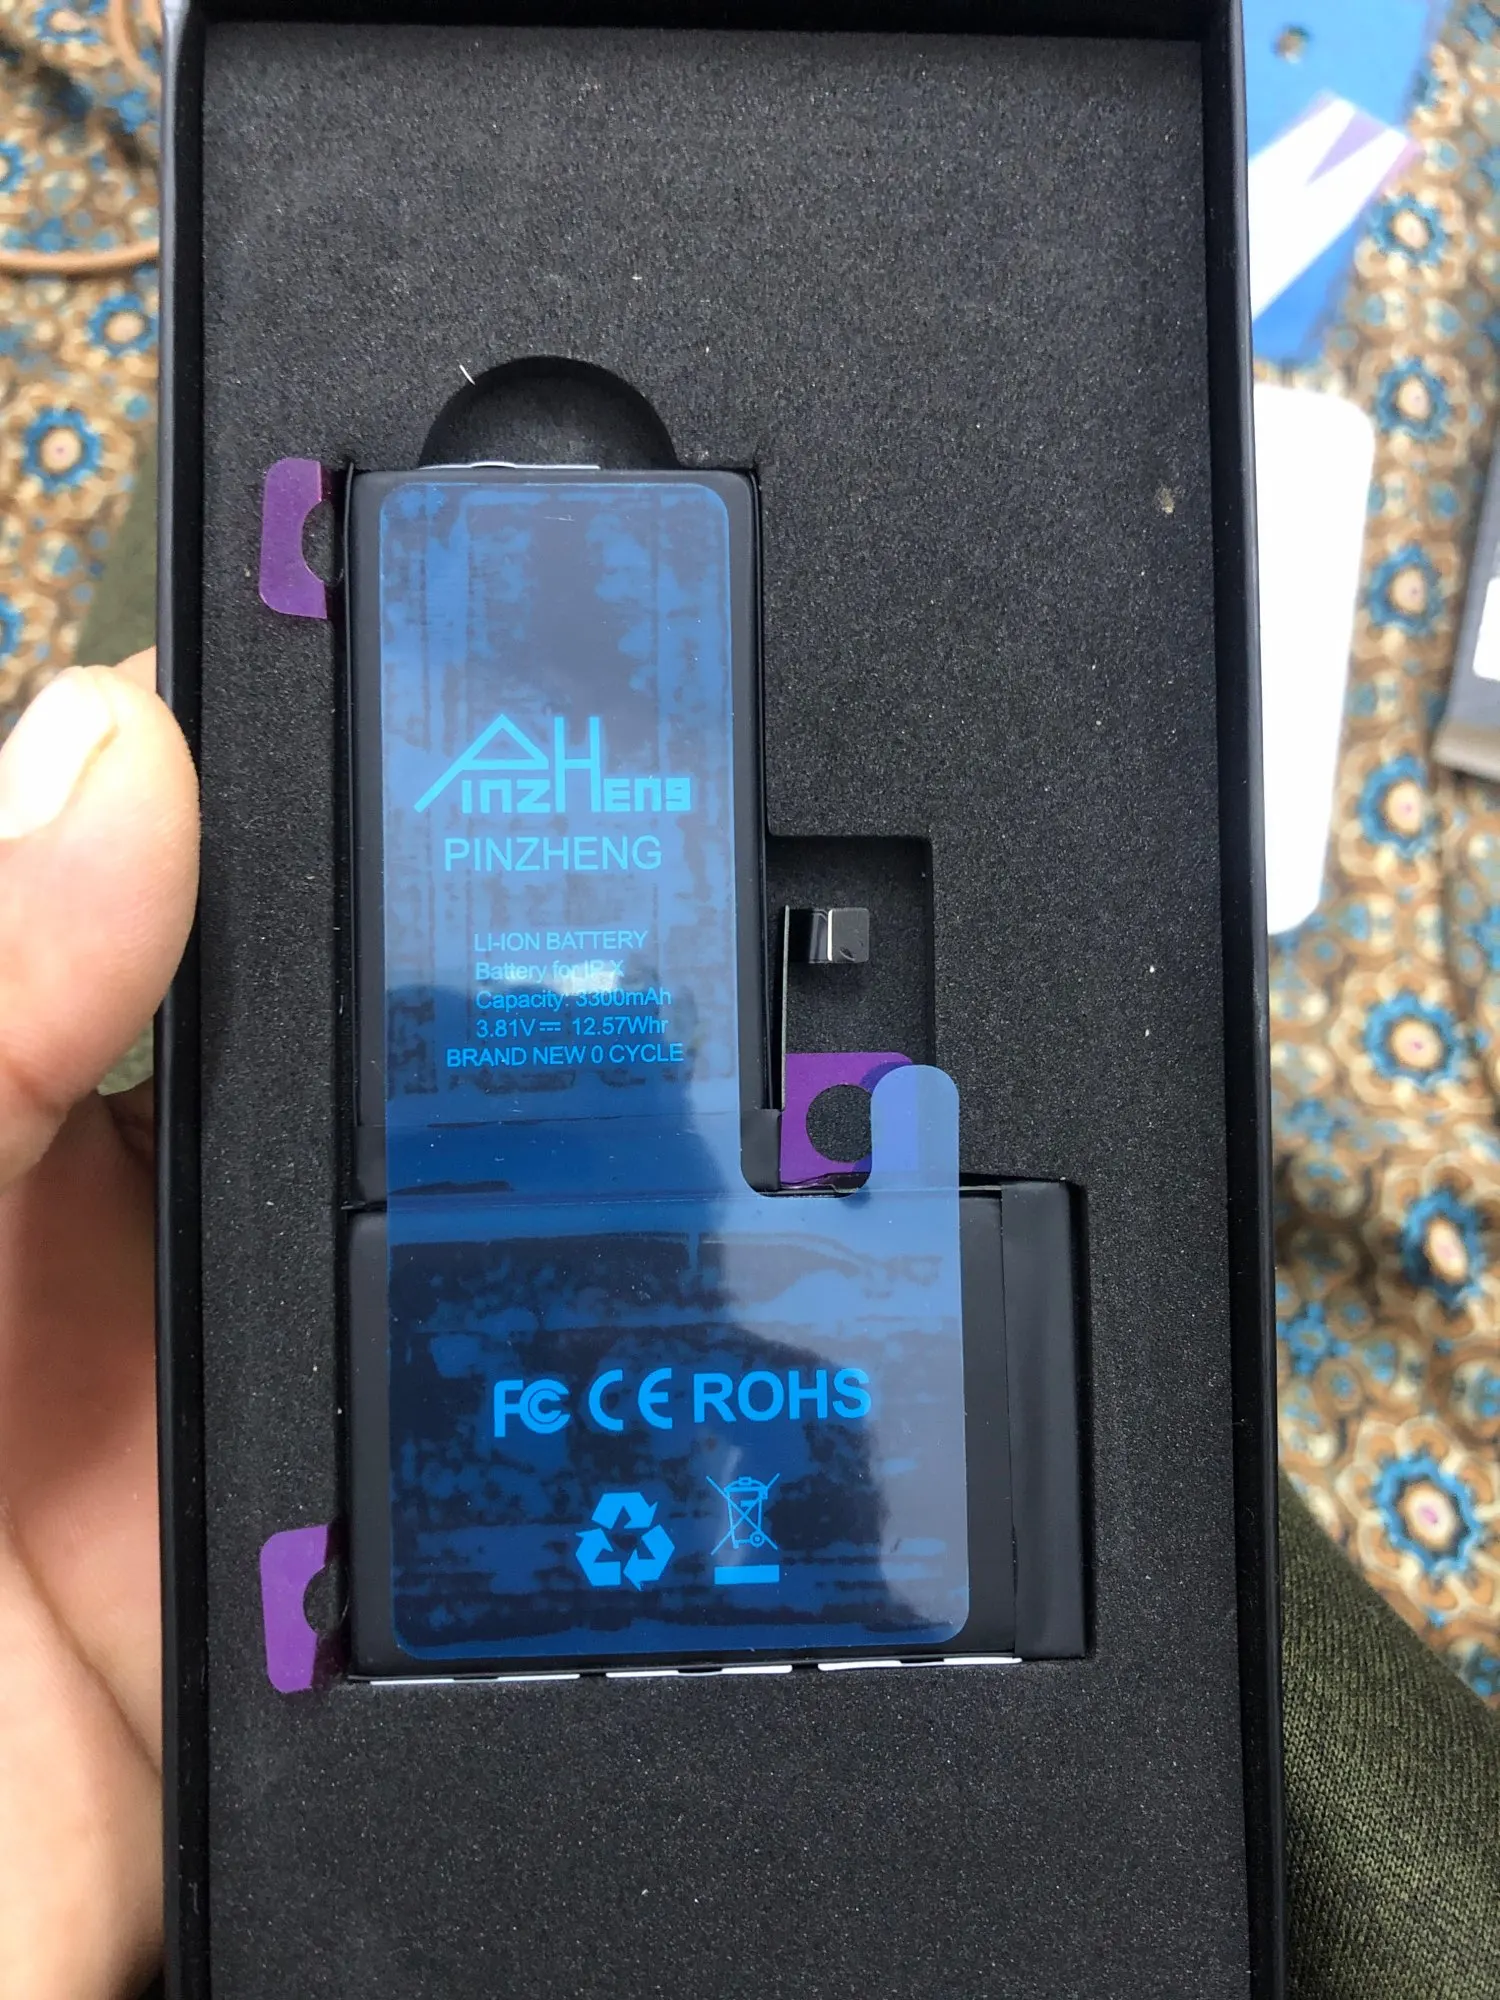 PINZHENG
PINZHENG
LI-ION BATTERY
Battery for IP X
Capacity: 3300mAh
3.81V⎓ 12.57Whr
BRAND NEW 0 CYCLE
FC CE ROHS